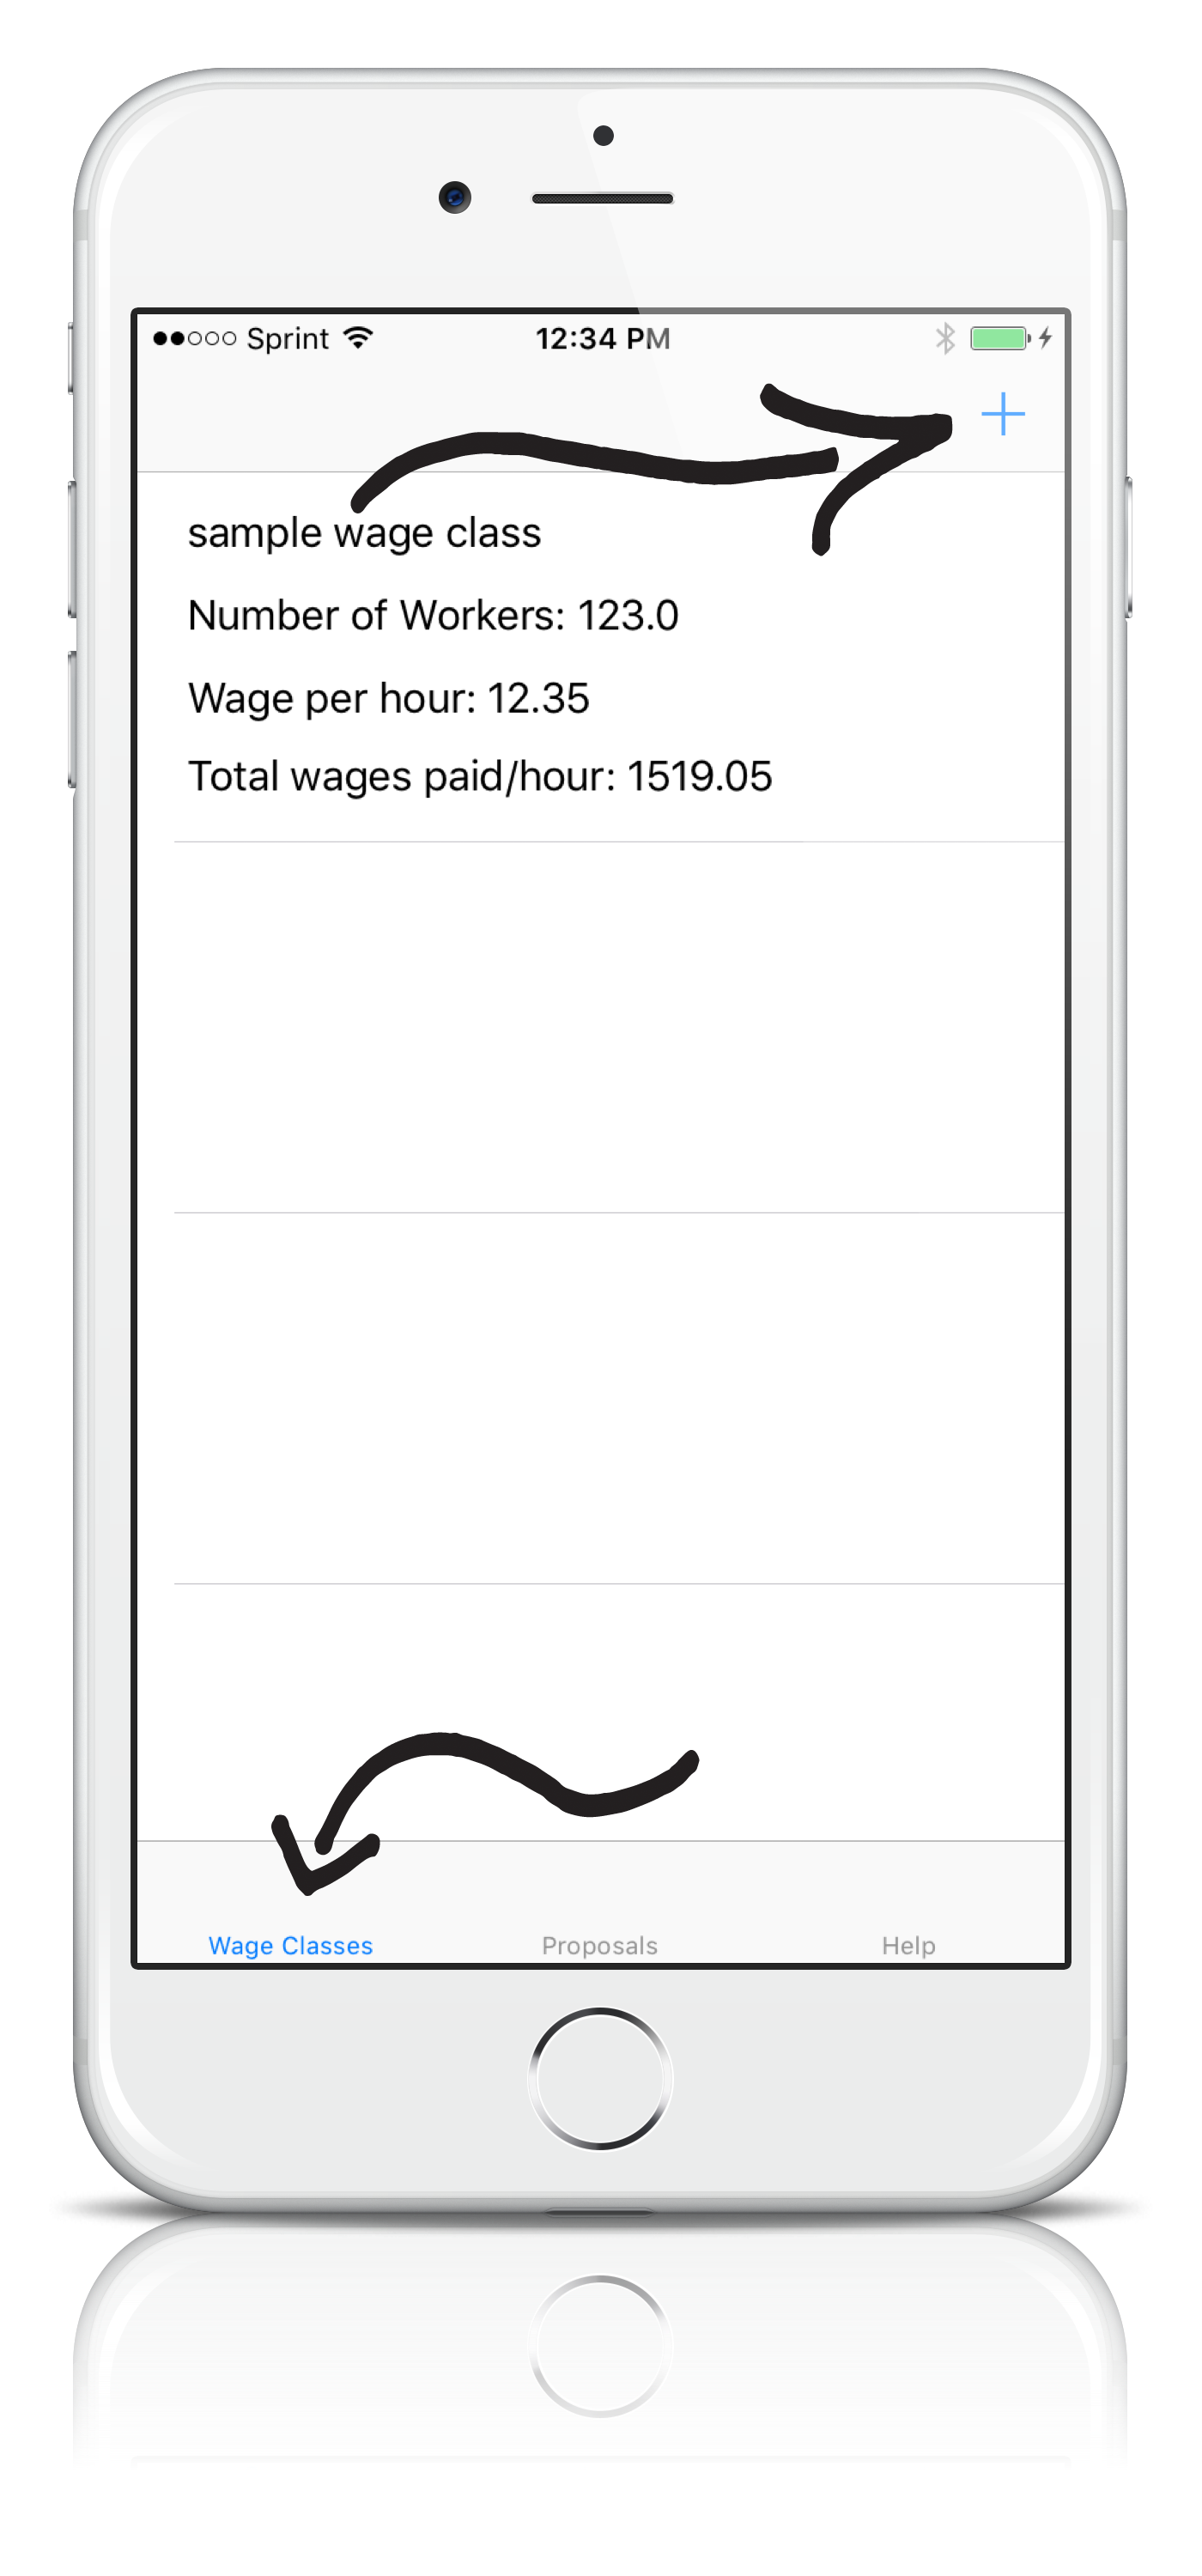 Sprint 12:34 PM
+
sample wage class
Number of Workers: 123.0
Wage per hour: 12.35
Total wages paid/hour: 1519.05
Wage Classes Proposals Help